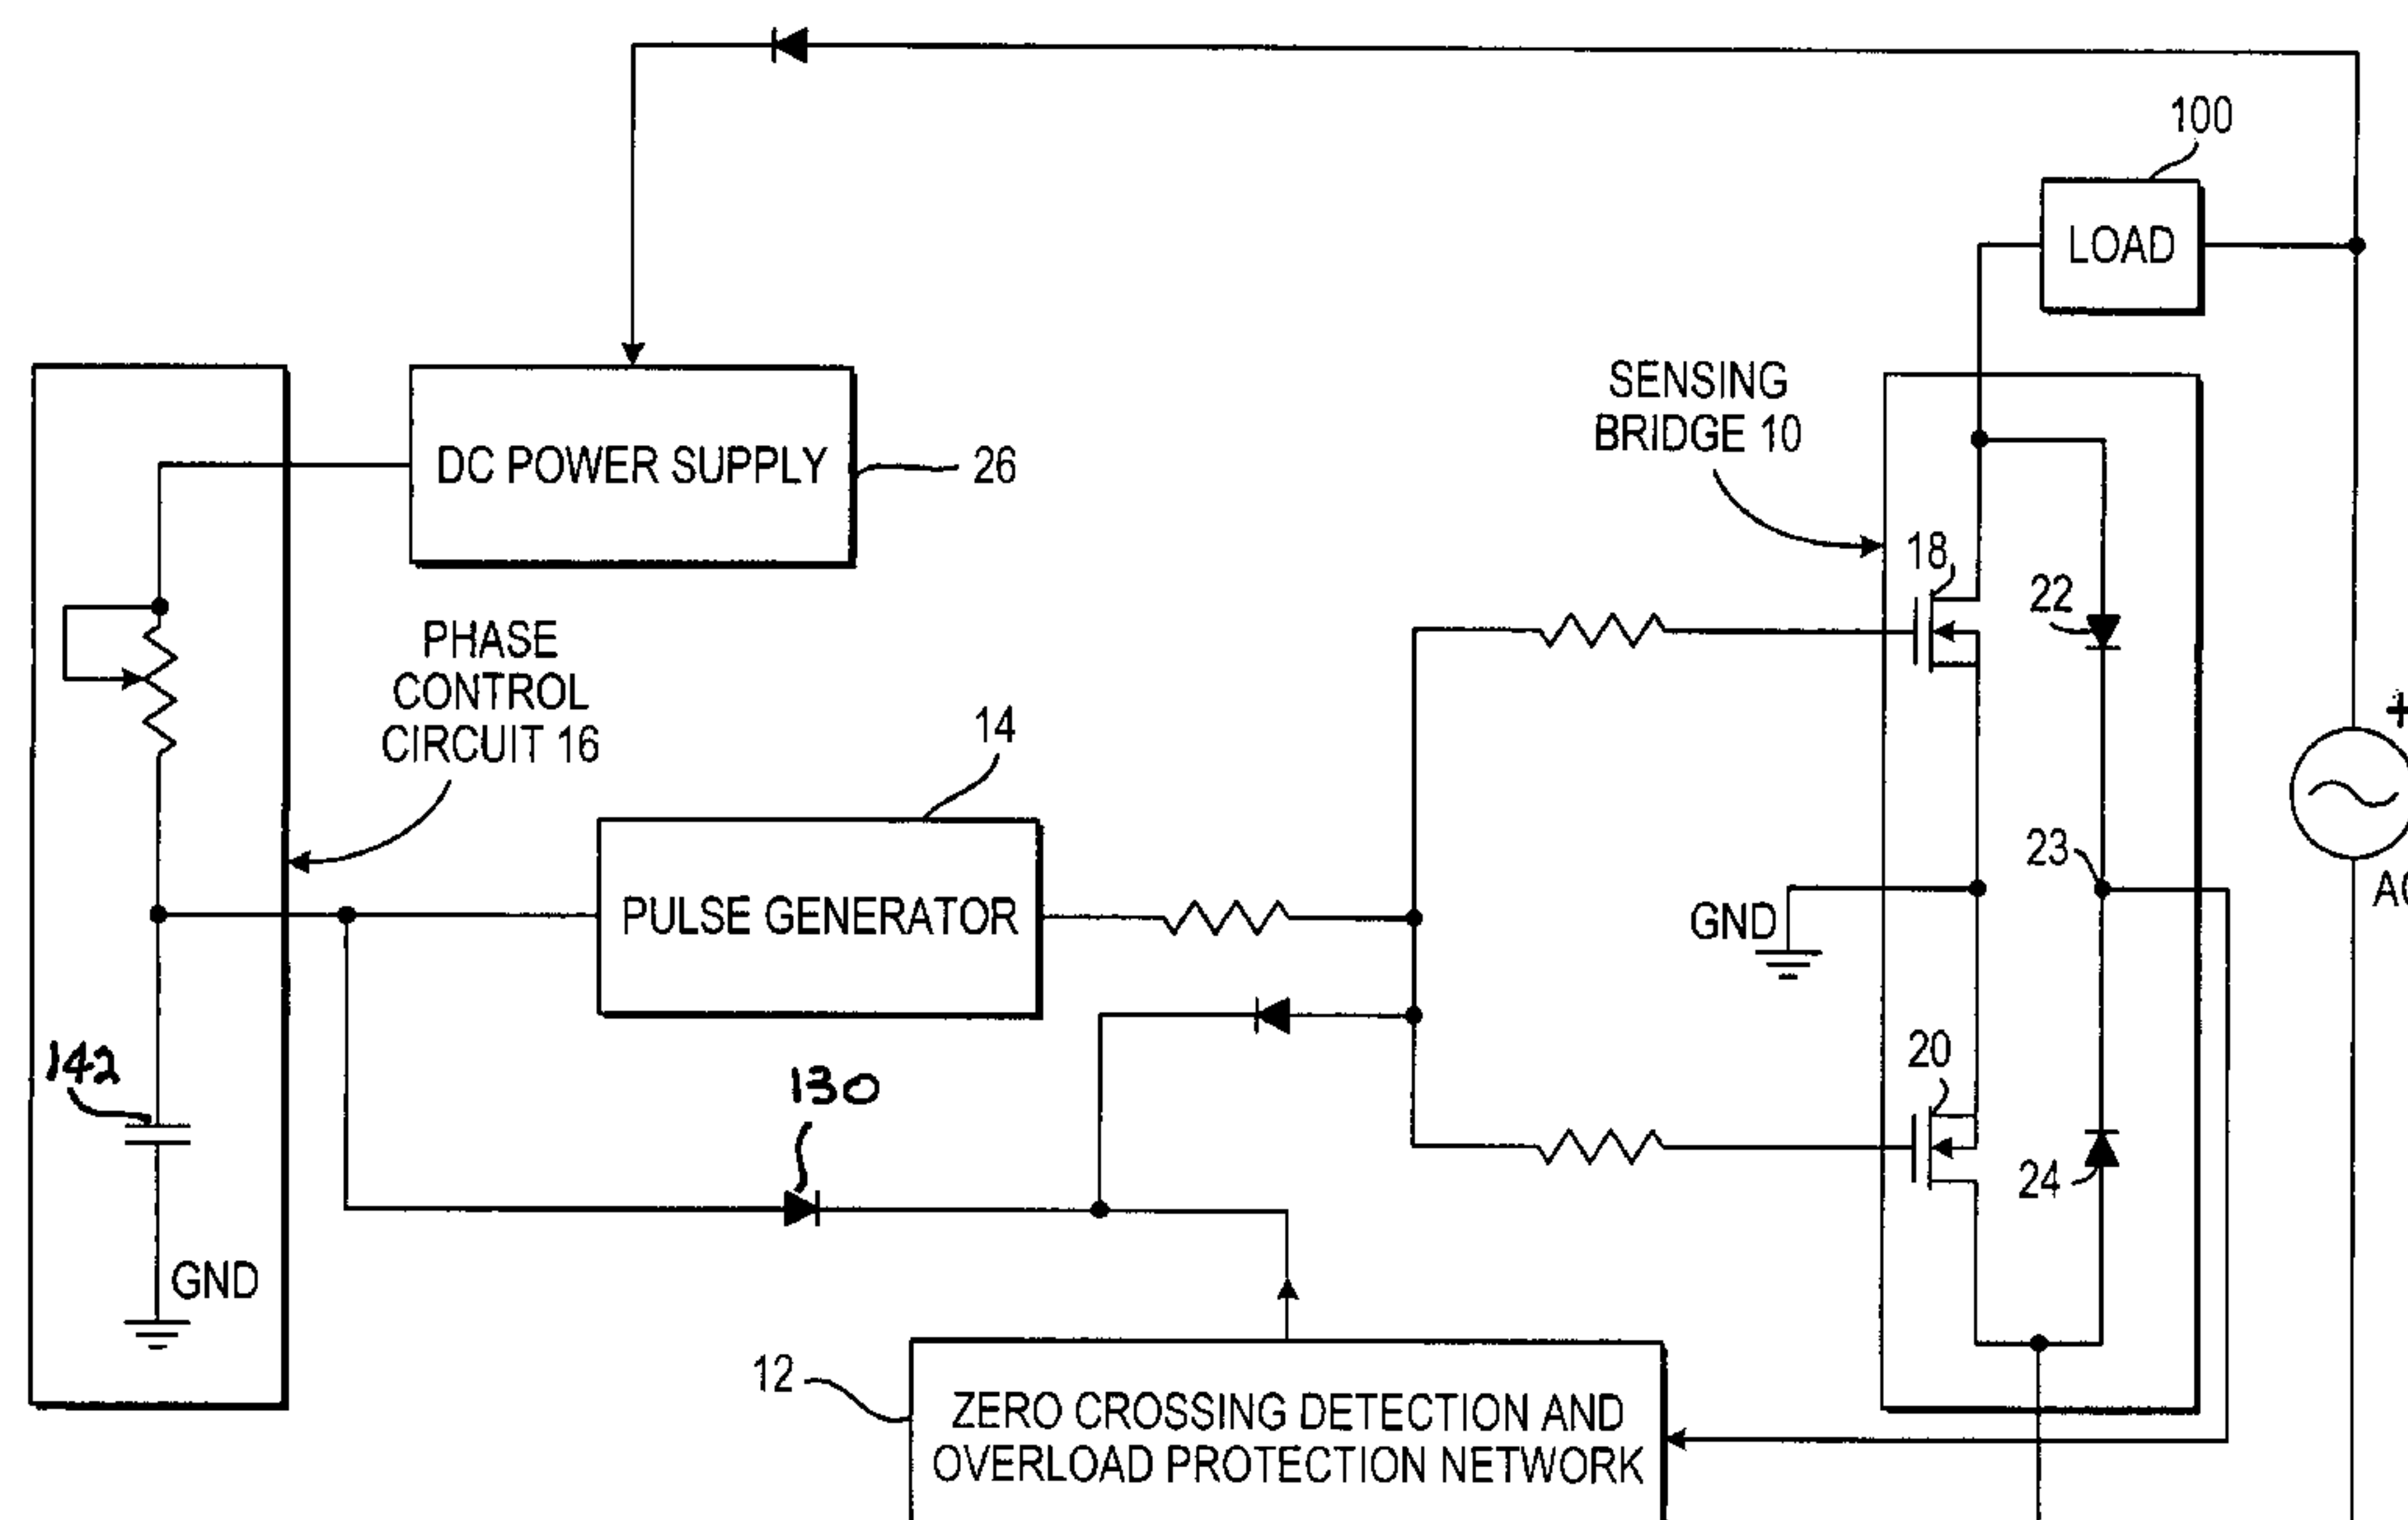 100
LOAD
SENSING
BRIDGE 10
DC POWER SUPPLY
26
18
22
PHASE
CONTROL
CIRCUIT 16
14
+
23
PULSE GENERATOR
GND
142
130
20
24
GND
12
ZERO CROSSING DETECTION AND
OVERLOAD PROTECTION NETWORK